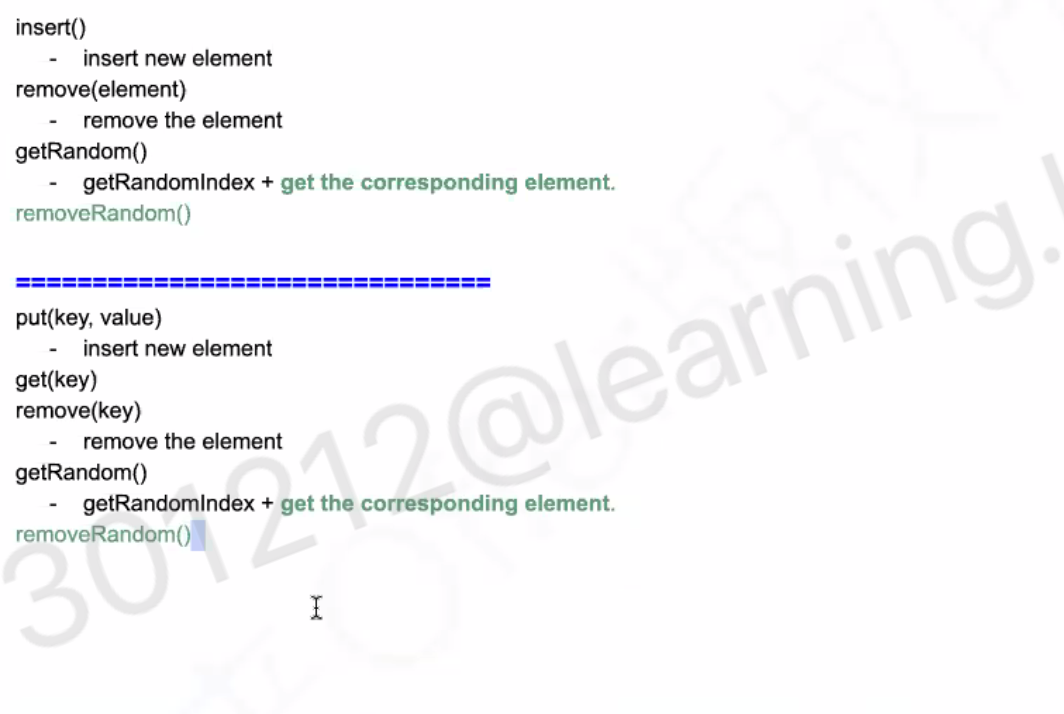 insert()
- insert new element
remove(element)
- remove the element
getRandom()
- getRandomIndex + get the corresponding element.
removeRandom()
===============================
put(key, value)
- insert new element
get(key)
remove(key)
- remove the element
getRandom()
- getRandomIndex + get the corresponding element.
removeRandom()
301212@learning.